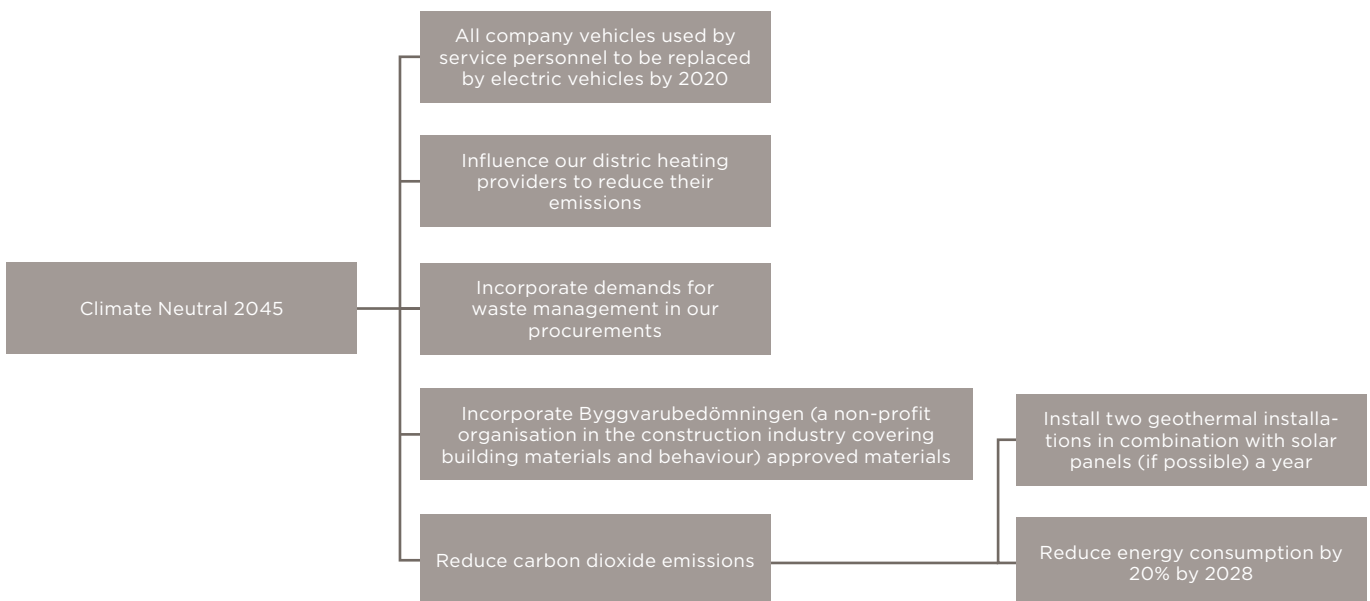 All company vehicles used by
service personnel to be replaced
by electric vehicles by 2020
Influence our distric heating
providers to reduce their
emissions
Climate Neutral 2045
Incorporate demands for
waste management in our
procurements
Incorporate Byggvarubedömningen (a non-profit
organisation in the construction industry covering
building materials and behaviour) approved materials
Install two geothermal installa-
tions in combination with solar
panels (if possible) a year
Reduce carbon dioxide emissions
Reduce energy consumption by
20% by 2028